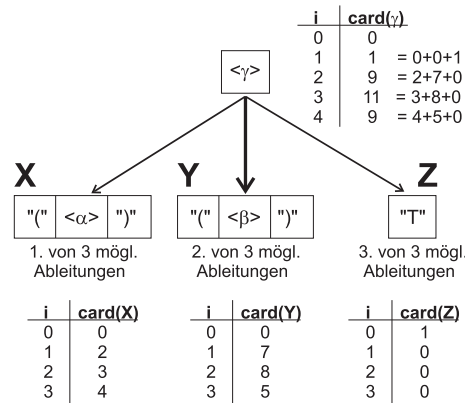 i card(γ)
0 0
1 1 = 0+0+1
2 9 = 2+7+0
3 11 = 3+8+0
4 9 = 4+5+0
<γ>
X Y Z
"(" <α> ")" "(" <β> ")" "T"
1. von 3 mögl. 2. von 3 mögl. 3. von 3 mögl.
Ableitungen Ableitungen Ableitungen
i card(X) i card(Y) i card(Z)
0 0 0 0 0 1
1 2 1 7 1 0
2 3 2 8 2 0
3 4 3 5 3 0